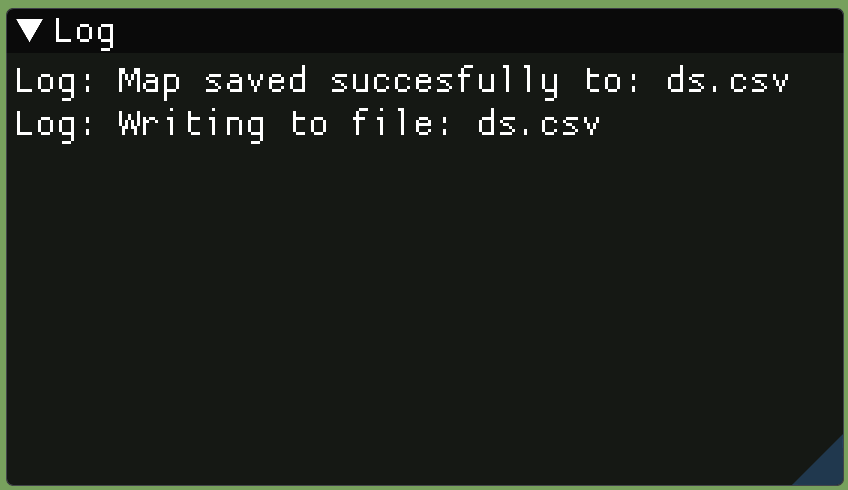 Log
Log: Map saved succesfully to: ds.csv
Log: Writing to file: ds.csv